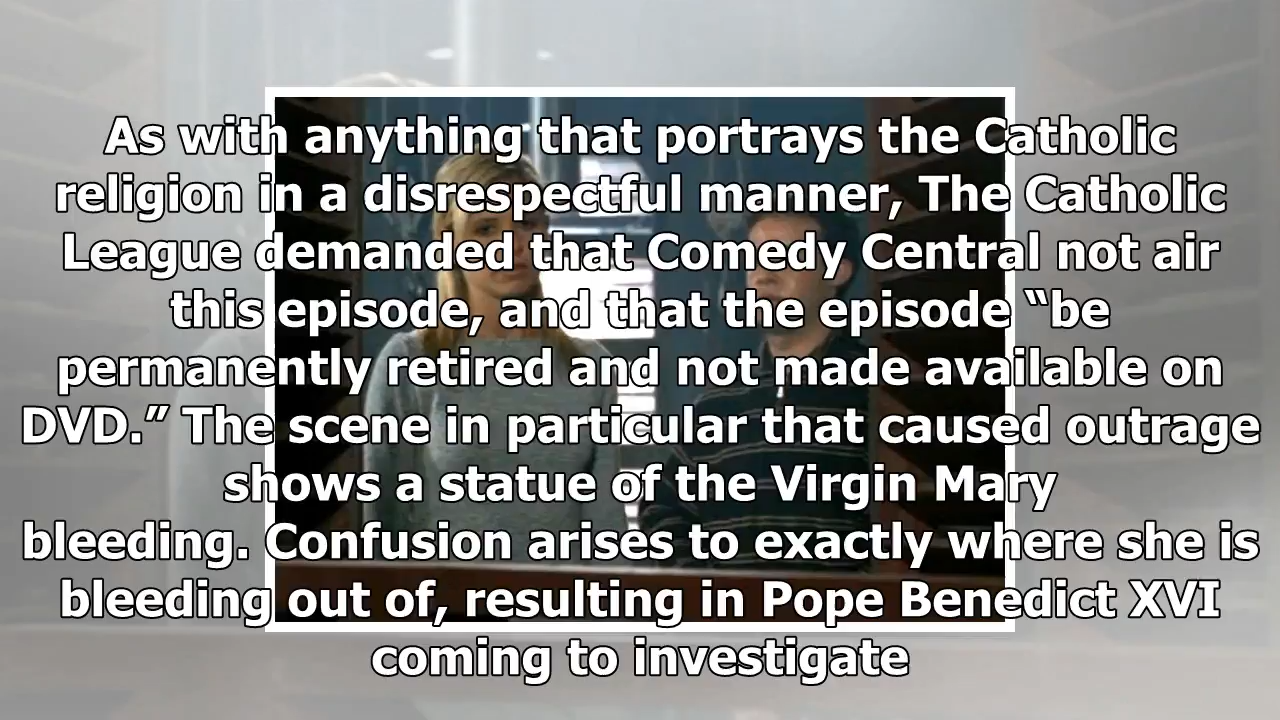 As with anything that portrays the Catholic
religion in a disrespectful manner, The Catholic
League demanded that Comedy Central not air
this episode, and that the episode “be
permanently retired and not made available on
DVD.” The scene in particular that caused outrage
shows a statue of the Virgin Mary
bleeding. Confusion arises to exactly where she is
bleeding out of, resulting in Pope Benedict XVI
coming to investigate